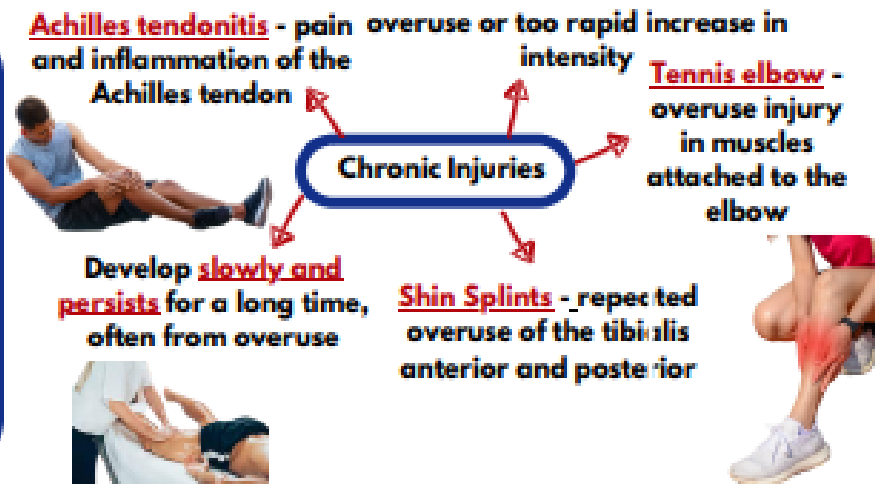 Achilles tendonitis - pain
and inflammation of the
Achilles tendon
overuse or too rapid increase in
intensity
Tennis elbow -
overuse injury
in muscles
attached to the
elbow
Chronic Injuries
Develop slowly and
persists for a long time,
often from overuse
Shin Splints - repeated
overuse of the tibialis
anterior and posterior